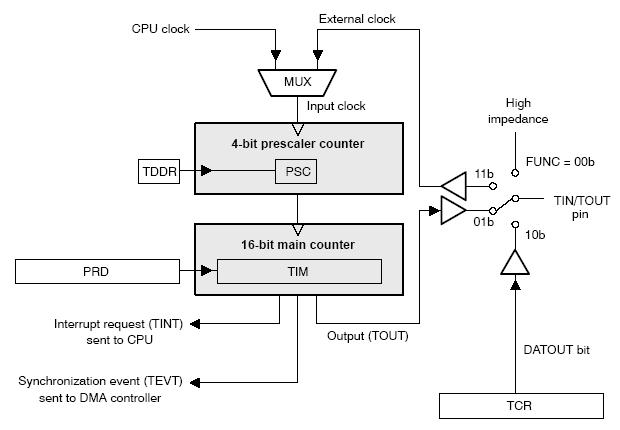 External clock
CPU clock
MUX
Input clock
High
impedance
4-bit prescaler counter
FUNC = 00b
TDDR
PSC
11b
TIN/TOUT
pin
01b
10b
16-bit main counter
PRD
TIM
Interrupt request (TINT)
sent to CPU
Output (TOUT)
DATOUT bit
Synchronization event (TEVT)
sent to DMA controller
TCR